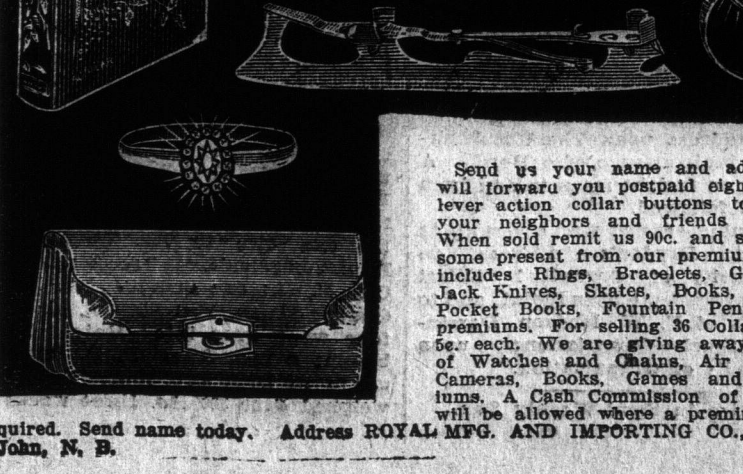 Send us your name and ad
will forward you postpaid eigh
lever action collar buttons t
your neighbors and friends
When sold remit us 90c. and s
some present from our premiu
includes Rings, Bracelets, G
Jack Knives, Skates, Books,
Pocket Books, Fountain Pen
premiums. For selling 36 Colla
5c. each. We are giving away
of Watches and Chains, Air
Cameras, Books, Games and
iums. A Cash Commission of
will be allowed where a premi
quired. Send name today. Address ROYAL MFG. AND IMPORTING CO.,
John, N. B.